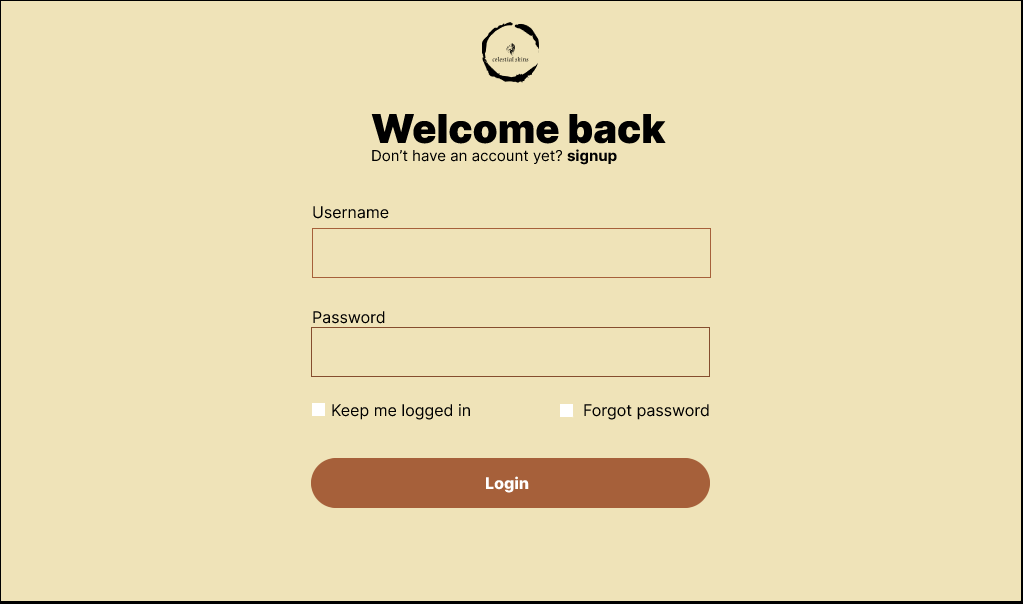 celestial skins
Welcome back
Don’t have an account yet? signup
Username
Password
Keep me logged in
Forgot password
Login